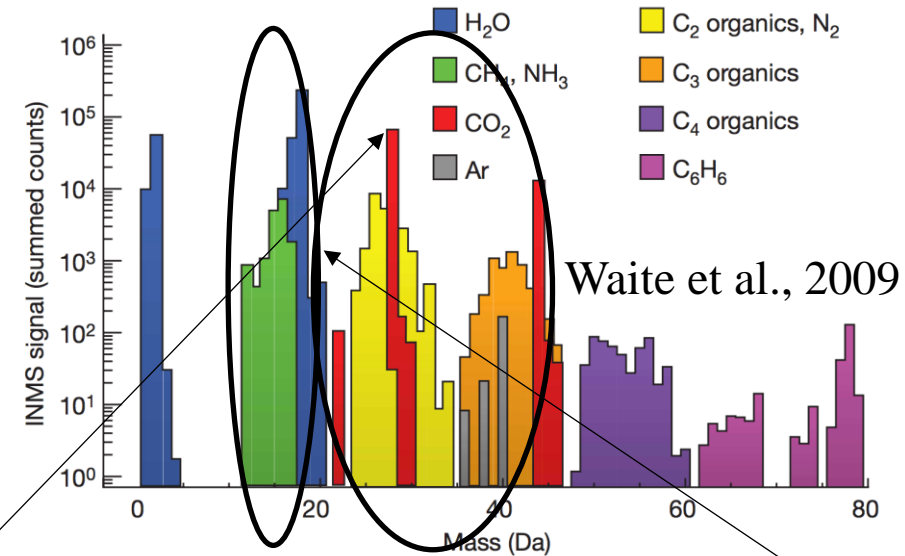 H₂O
CH₄, NH₃
CO₂
Ar
C₂ organics, N₂
C₃ organics
C₄ organics
C₆H₆
INMS signal (summed counts)
10⁶
10⁵
10⁴
10³
10²
10¹
10⁰
Waite et al., 2009
0 20 40 60 80
Mass (Da)